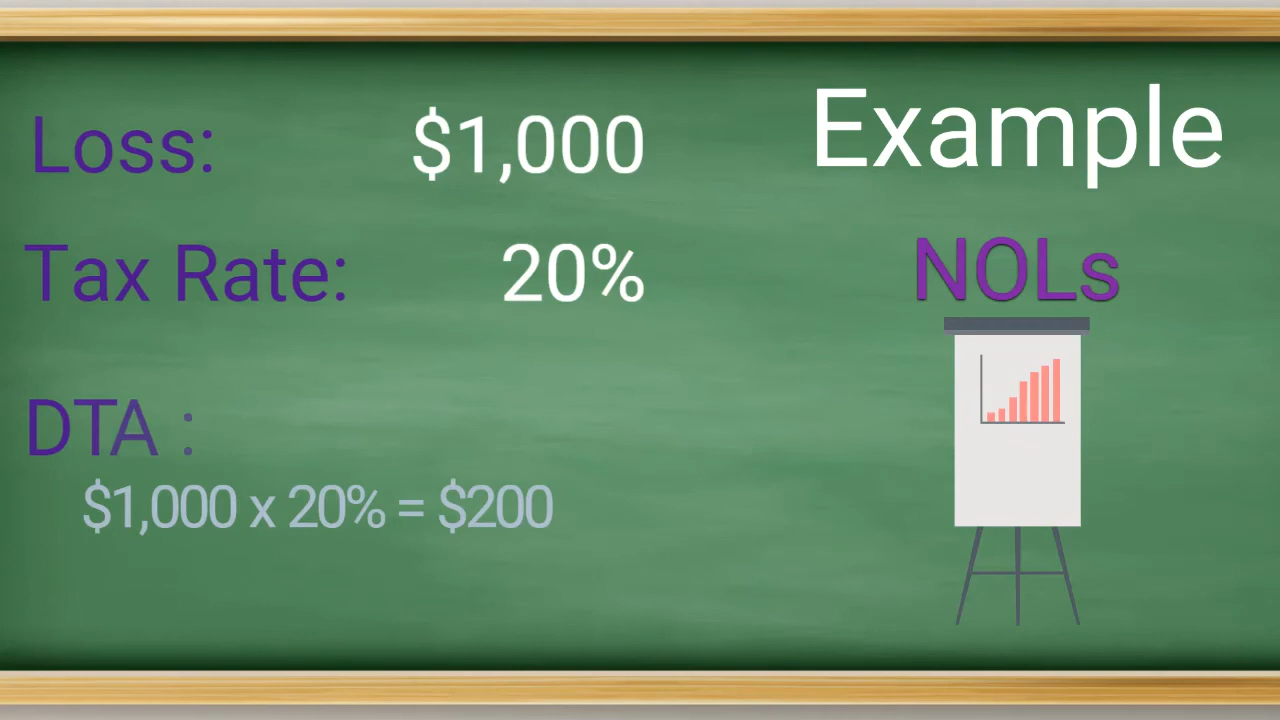 Example
Loss: $1,000
NOLs
Tax Rate: 20%
DTA :
$1,000 x 20% = $200